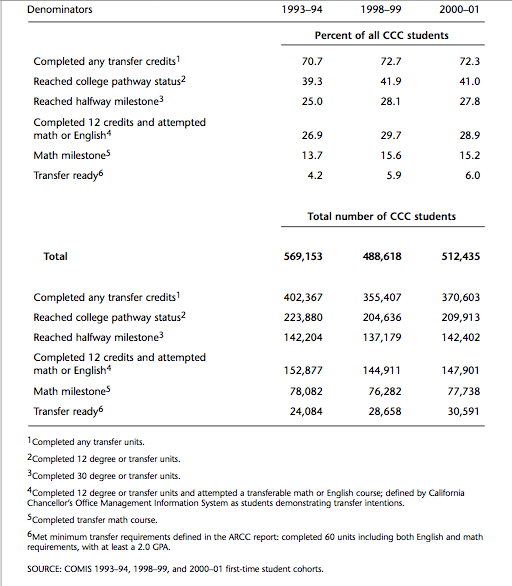 Denominators 1993–94 1998–99 2000–01
Percent of all CCC students
Completed any transfer credits1 70.7 72.7 72.3
Reached college pathway status2 39.3 41.9 41.0
Reached halfway milestone3 25.0 28.1 27.8
Completed 12 credits and attempted
math or English4 26.9 29.7 28.9
Math milestone5 13.7 15.6 15.2
Transfer ready6 4.2 5.9 6.0
Total number of CCC students
Total 569,153 488,618 512,435
Completed any transfer credits1 402,367 355,407 370,603
Reached college pathway status2 223,880 204,636 209,913
Reached halfway milestone3 142,204 137,179 142,402
Completed 12 credits and attempted
math or English4 152,877 144,911 147,901
Math milestone5 78,082 76,282 77,738
Transfer ready6 24,084 28,658 30,591
1Completed any transfer units.
2Completed 12 degree or transfer units.
3Completed 30 degree or transfer units.
4Completed 12 degree or transfer units and attempted a transferable math or English course; defined by California
Chancellor's Office Management Information System as students demonstrating transfer intentions.
5Completed transfer math course.
6Met minimum transfer requirements defined in the ARCC report: completed 60 units including both English and math
requirements, with at least a 2.0 GPA.
SOURCE: COMIS 1993–94, 1998–99, and 2000–01 first-time student cohorts.